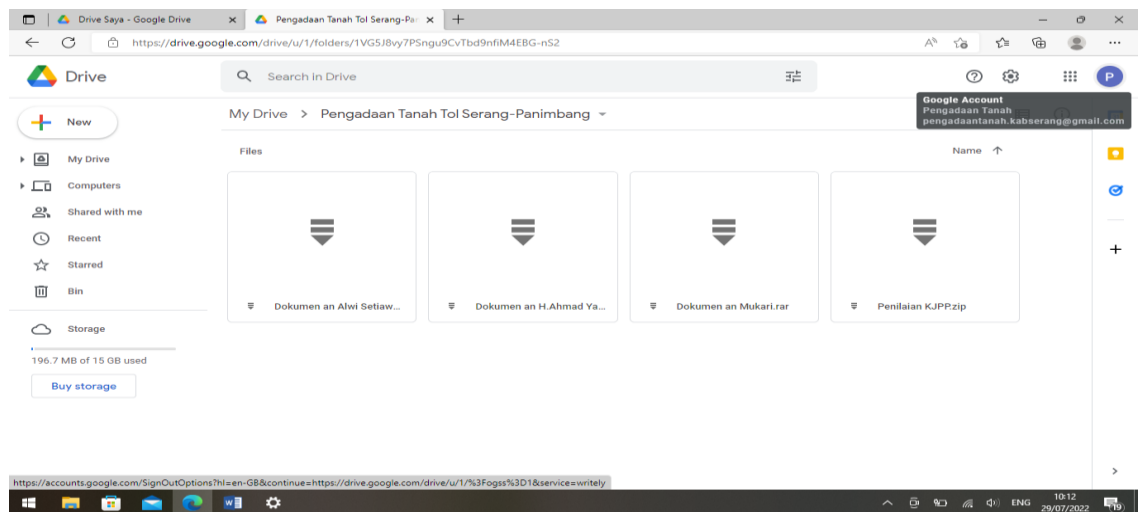 Drive Saya - Google Drive
Pengadaan Tanah Tol Serang-Pa
https://drive.google.com/drive/u/1/folders/1VG5J8vy7PSngu9CvTbd9nfiM4EBG-nS2
Drive
Search in Drive
P
Google Account
Pengadaan Tanah
pengadaantanah.kabserang@gmail.com
New
My Drive > Pengadaan Tanah Tol Serang-Panimbang
My Drive
Computers
Shared with me
Recent
Starred
Bin
Storage
196.7 MB of 15 GB used
Buy storage
Files
Name ↑
Dokumen an Alwi Setiaw...
Dokumen an H.Ahmad Ya...
Dokumen an Mukari.rar
Penilaian KJPP.zip
https://accounts.google.com/SignOutOptions?hl=en-GB&continue=https://drive.google.com/drive/u/1/%3Fogss%3D1&service=writely
ENG
10:12
29/07/2022
19